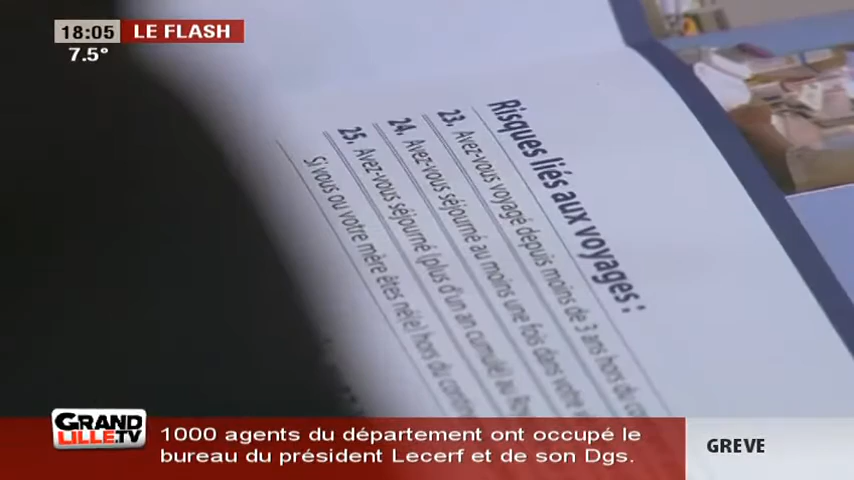 18:05 LE FLASH
7.5°
Risques liés aux voyages :
23. Avez-vous voyagé depuis moins de 3 ans hors du
24. Avez-vous séjourné au moins une fois dans votre
25. Avez-vous séjourné (plus d'un an cumulé) au
Si vous ou votre mère êtes né(e) hors du
GRAND
LILLE.TV
1000 agents du département ont occupé le
bureau du président Lecerf et de son Dgs.
GREVE